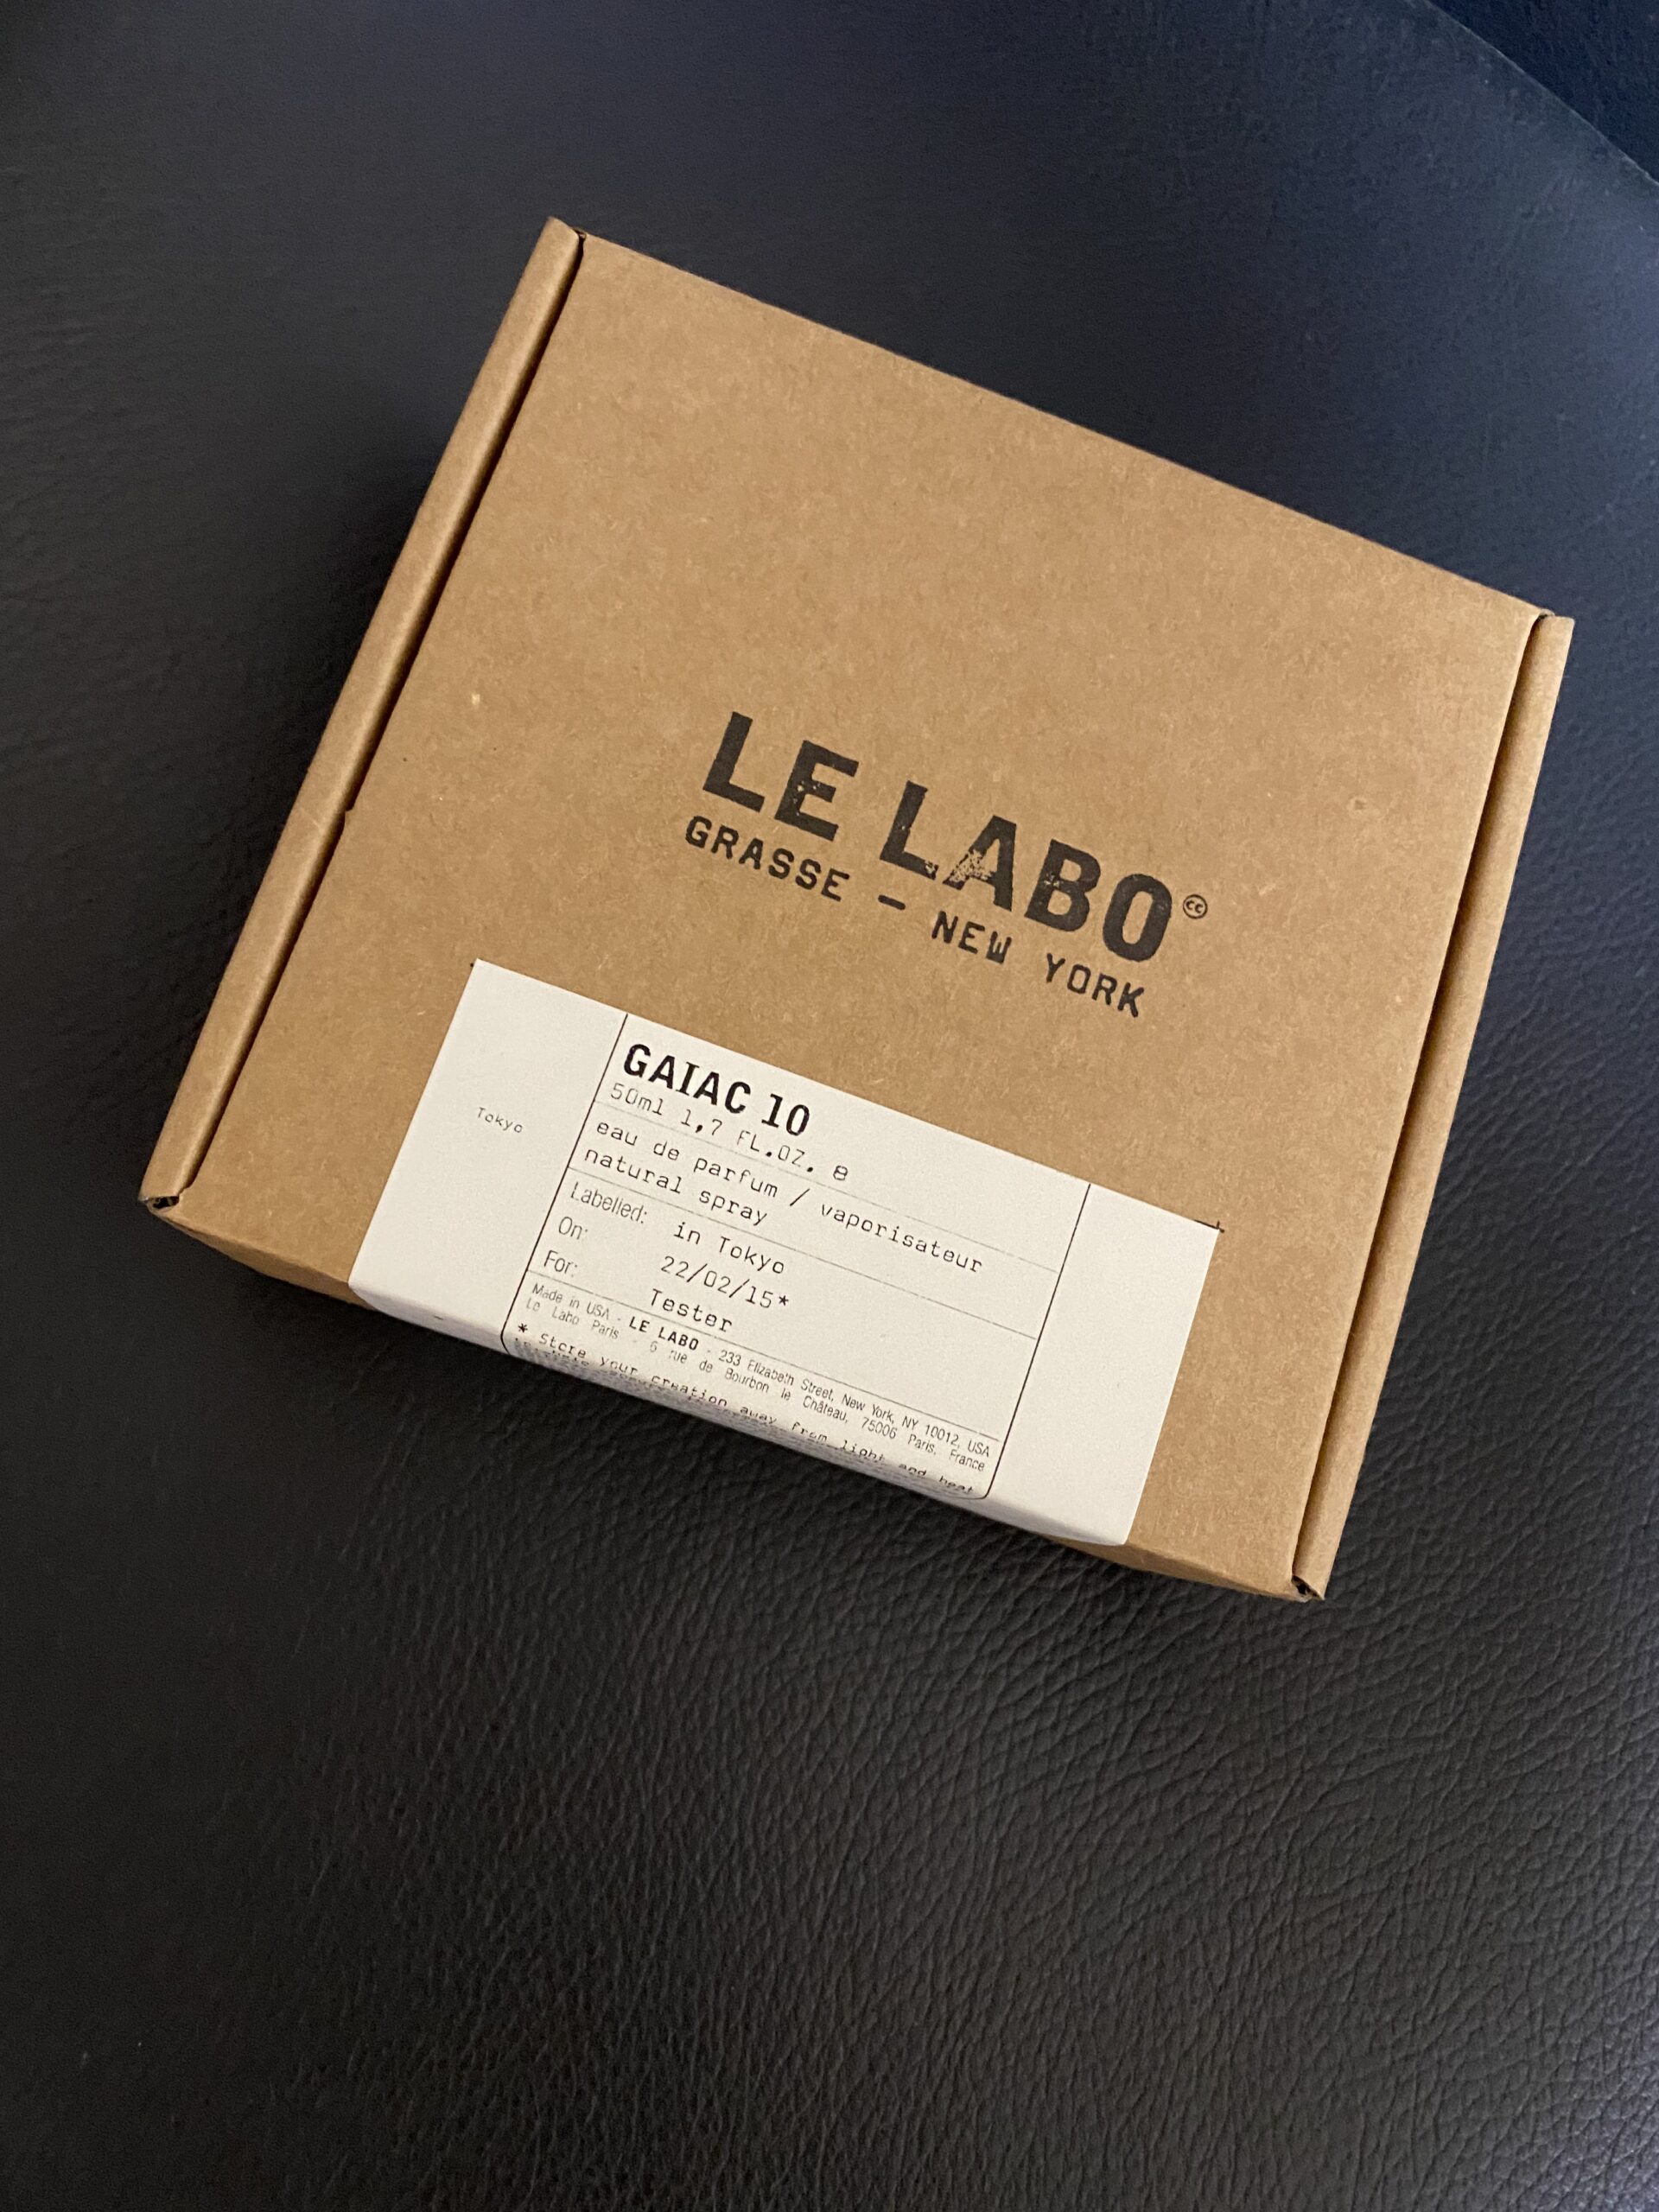 LE LABO
GRASSE – NEW YORK
Tokyo
GAIAC 10
50ml 1,7 FL.OZ. e
eau de parfum / vaporisateur
natural spray
Labelled: in Tokyo
On: 22/02/15*
For: Tester
Made in USA - LE LABO - 233 Elizabeth Street, New York, NY 10012, USA
Le Labo Paris - 6 rue de Bourbon le Château, 75006 Paris, France
* Store your creation away from light and heat